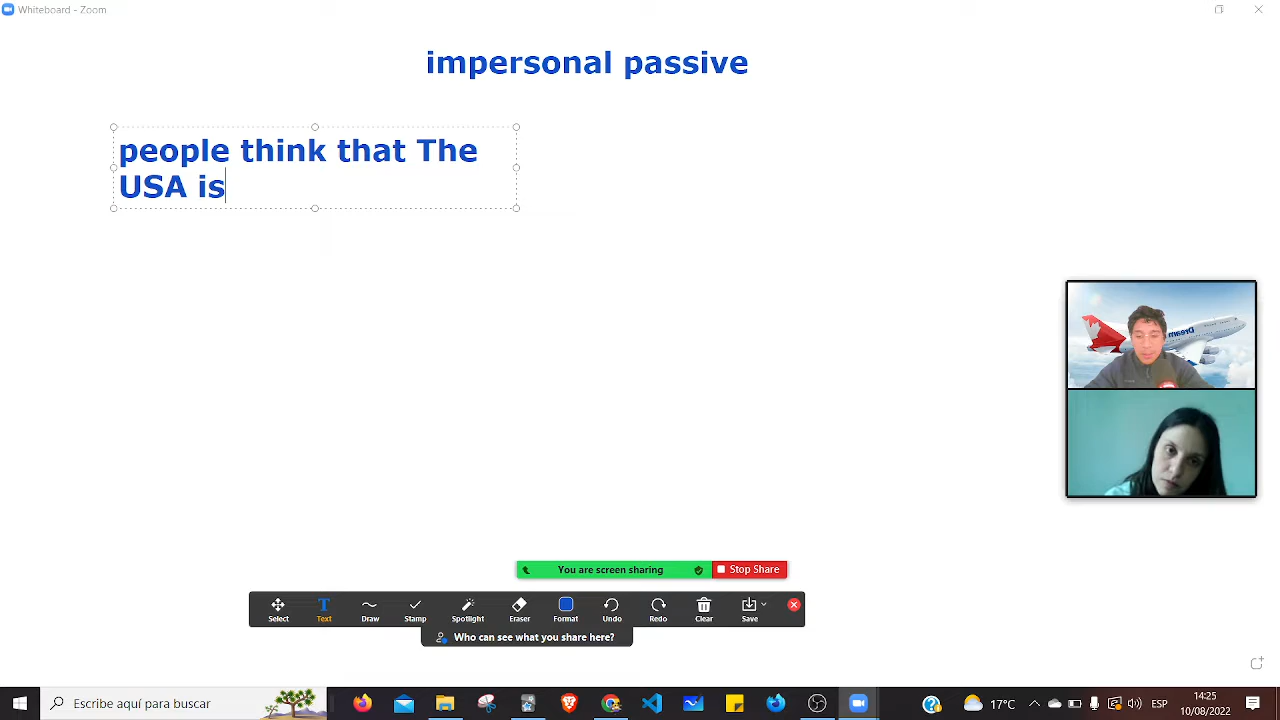 Whiteboard - Zoom
impersonal passive
people think that The
USA is
Dream
You are screen sharing
Stop Share
Select Text Draw Stamp Spotlight Eraser Format Undo Redo Clear Save
Who can see what you share here?
Escribe aquí para buscar
17°C
ESP
14:25
10/08/2022